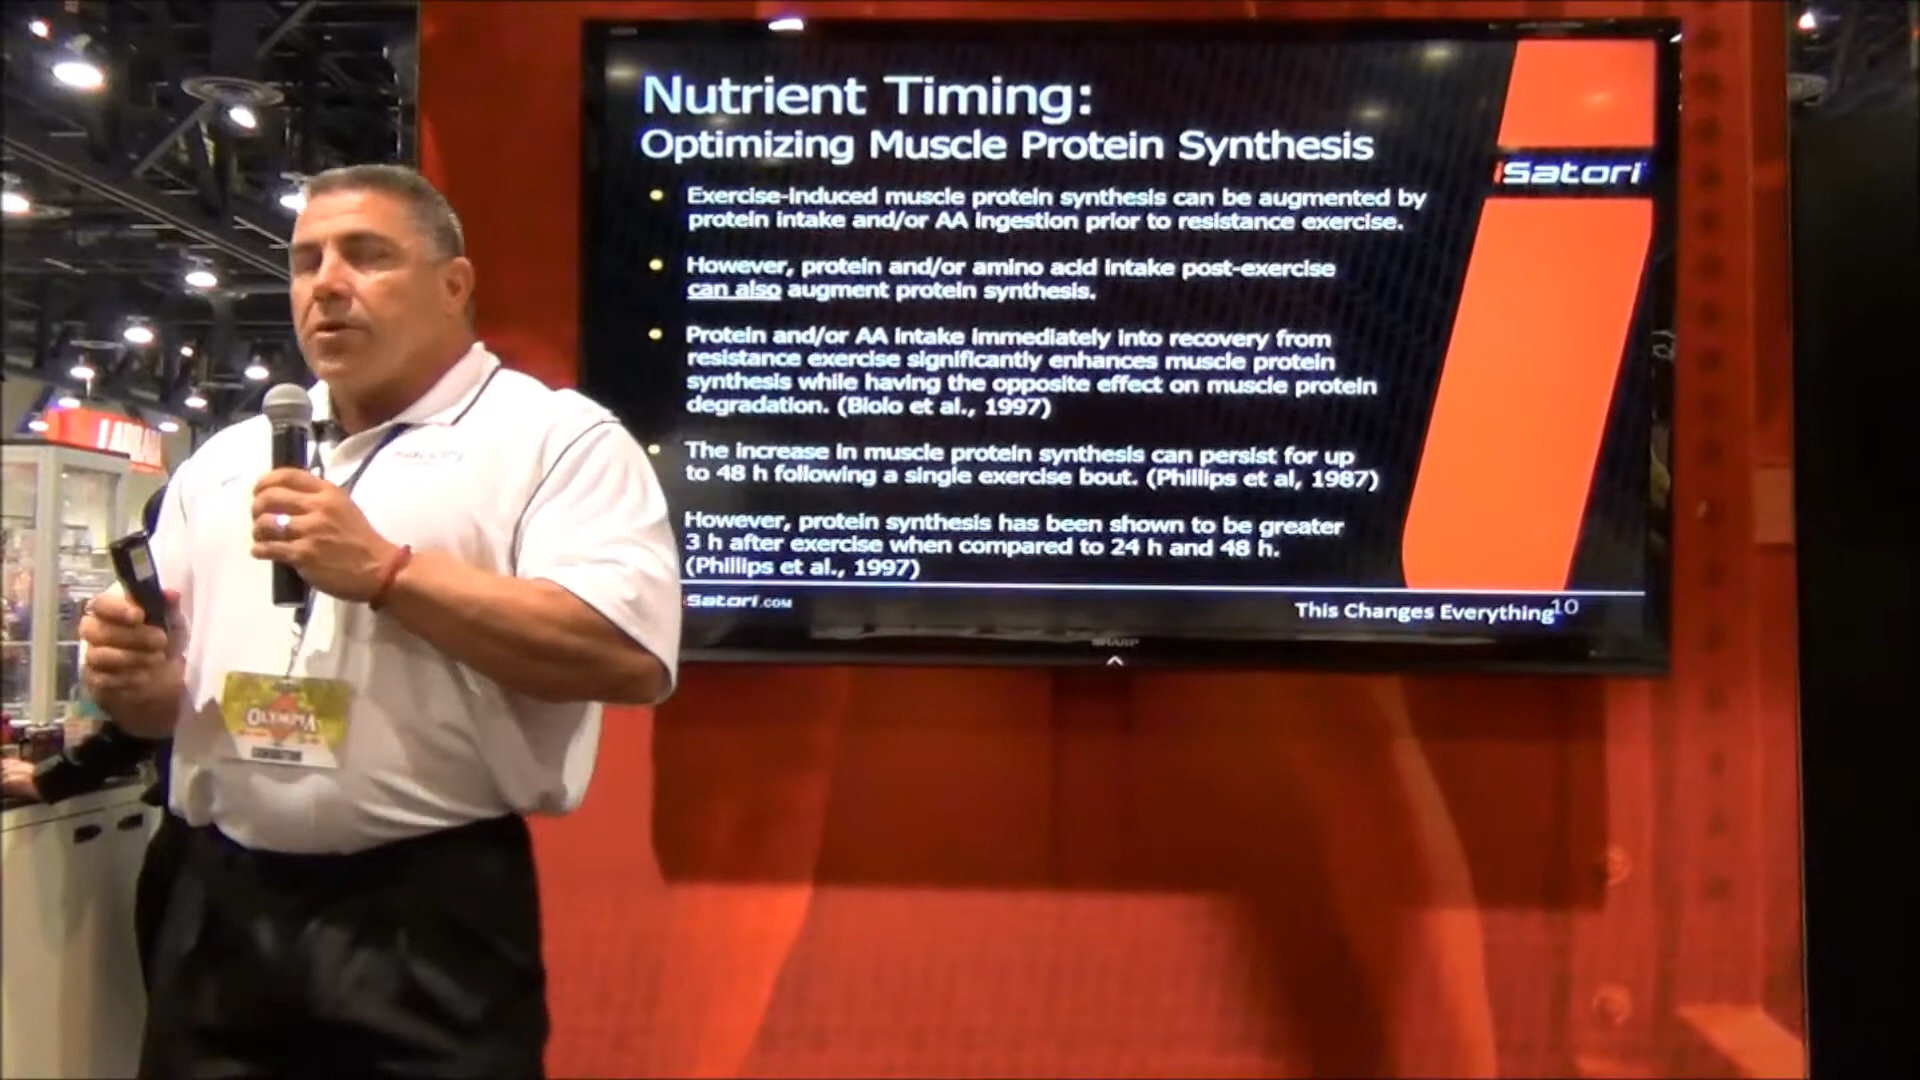 Nutrient Timing:
Optimizing Muscle Protein Synthesis
iSatori
• Exercise-induced muscle protein synthesis can be augmented by
protein intake and/or AA ingestion prior to resistance exercise.
• However, protein and/or amino acid intake post-exercise
can also augment protein synthesis.
• Protein and/or AA intake immediately into recovery from
resistance exercise significantly enhances muscle protein
synthesis while having the opposite effect on muscle protein
degradation. (Biolo et al., 1997)
• The increase in muscle protein synthesis can persist for up
to 48 h following a single exercise bout. (Phillips et al, 1987)
However, protein synthesis has been shown to be greater
3 h after exercise when compared to 24 h and 48 h.
(Phillips et al., 1997)
iSatori.COM
This Changes Everything
10
SHARP
OLYMPIA